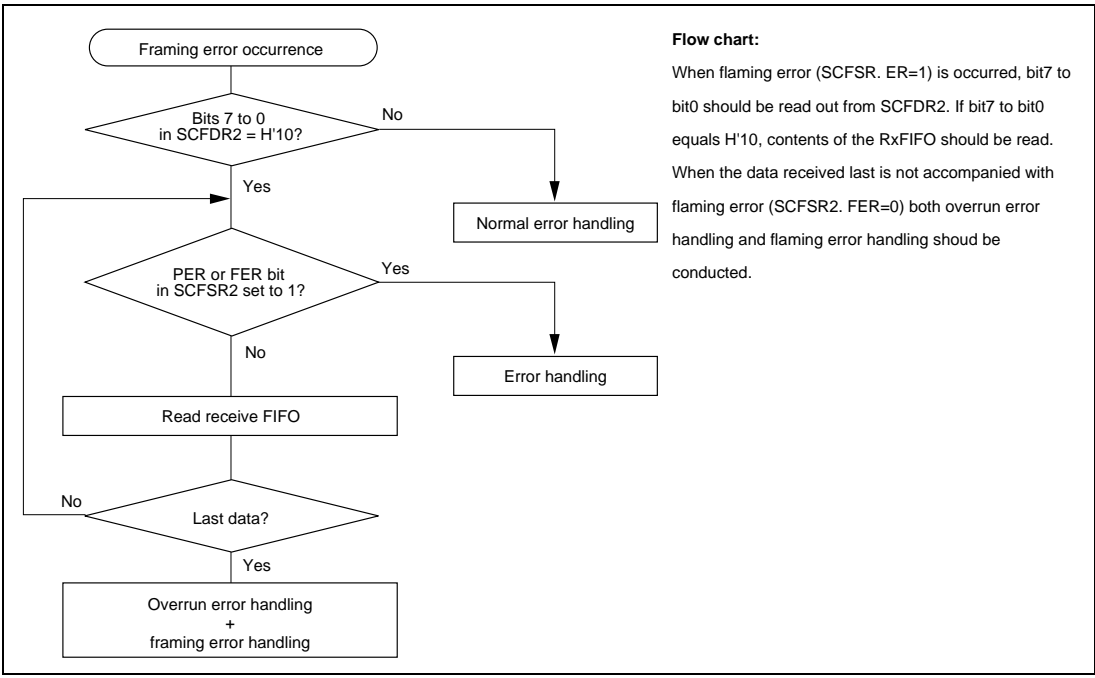 Framing error occurrence
Bits 7 to 0
in SCFDR2 = H'10?
No
Yes
Normal error handling
PER or FER bit
in SCFSR2 set to 1?
Yes
No
Error handling
Read receive FIFO
No
Last data?
Yes
Overrun error handling
+
framing error handling
Flow chart:
When flaming error (SCFSR. ER=1) is occurred, bit7 to
bit0 should be read out from SCFDR2. If bit7 to bit0
equals H'10, contents of the RxFIFO should be read.
When the data received last is not accompanied with
flaming error (SCFSR2. FER=0) both overrun error
handling and flaming error handling shoud be
conducted.